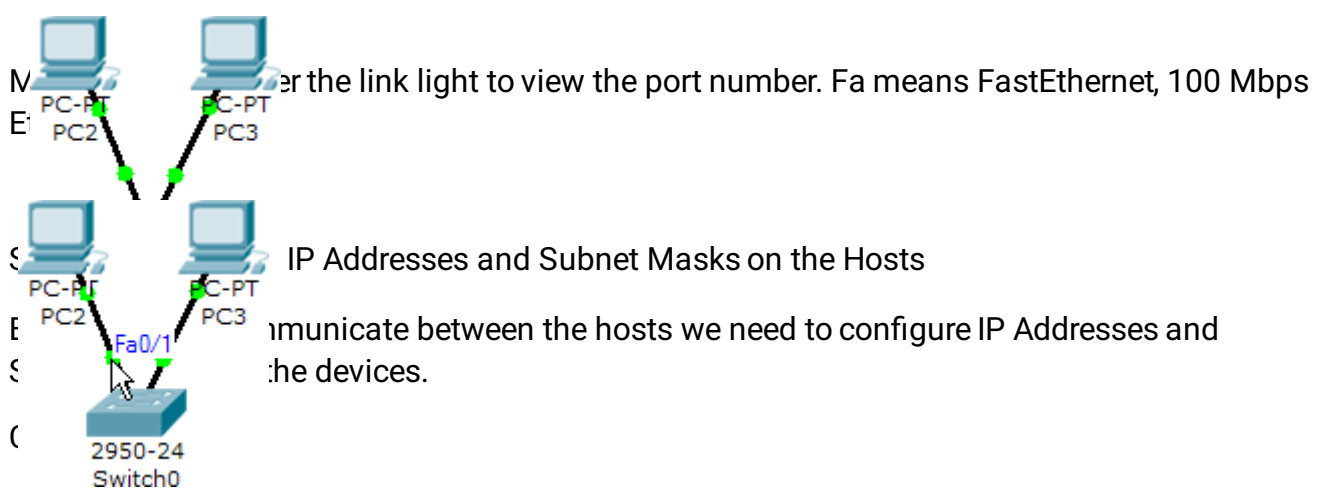 er the link light to view the port number. Fa means FastEthernet, 100 Mbps
PC-PT PC-PT
PC2 PC3
IP Addresses and Subnet Masks on the Hosts
PC-PT PC-PT
PC2 PC3
mmunicate between the hosts we need to configure IP Addresses and
Fa0/1
the devices.
2950-24
Switch0